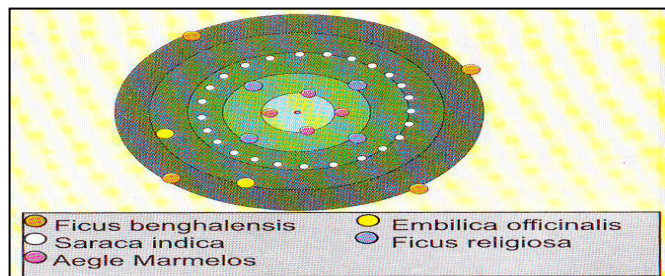 Ficus benghalensis
Embilica officinalis
Saraca indica
Ficus religiosa
Aegle Marmelos